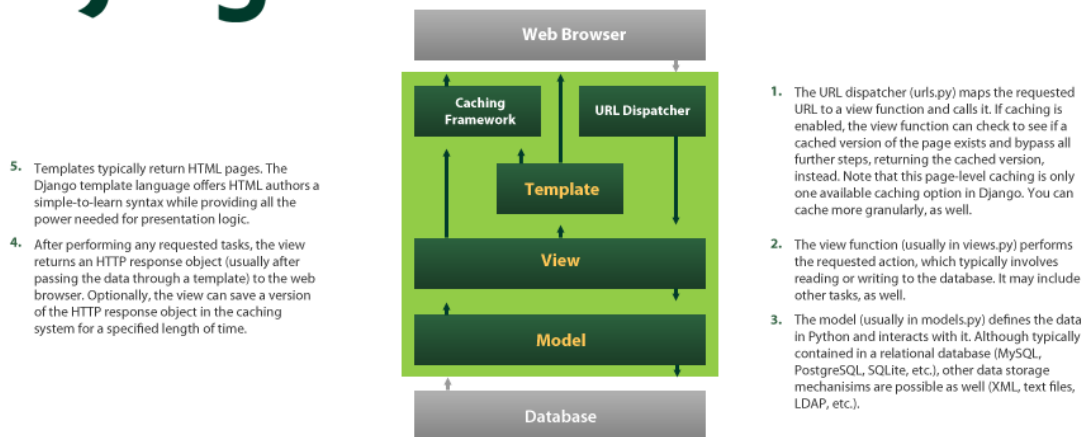 Web Browser
Caching
Framework
URL Dispatcher
Template
View
Model
Database
1. The URL dispatcher (urls.py) maps the requested
URL to a view function and calls it. If caching is
enabled, the view function can check to see if a
cached version of the page exists and bypass all
further steps, returning the cached version,
instead. Note that this page-level caching is only
one available caching option in Django. You can
cache more granularly, as well.
2. The view function (usually in views.py) performs
the requested action, which typically involves
reading or writing to the database. It may include
other tasks, as well.
3. The model (usually in models.py) defines the data
in Python and interacts with it. Although typically
contained in a relational database (MySQL,
PostgreSQL, SQLite, etc.), other data storage
mechanisims are possible as well (XML, text files,
LDAP, etc.).
5. Templates typically return HTML pages. The
Django template language offers HTML authors a
simple-to-learn syntax while providing all the
power needed for presentation logic.
4. After performing any requested tasks, the view
returns an HTTP response object (usually after
passing the data through a template) to the web
browser. Optionally, the view can save a version
of the HTTP response object in the caching
system for a specified length of time.